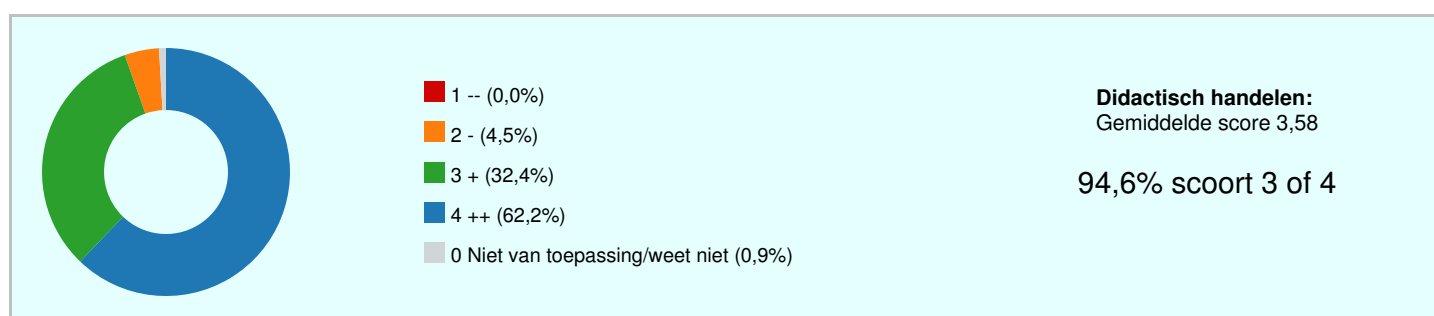 1 -- (0,0%)
2 - (4,5%)
3 + (32,4%)
4 ++ (62,2%)
0 Niet van toepassing/weet niet (0,9%)
Didactisch handelen:
Gemiddelde score 3,58
94,6% scoort 3 of 4